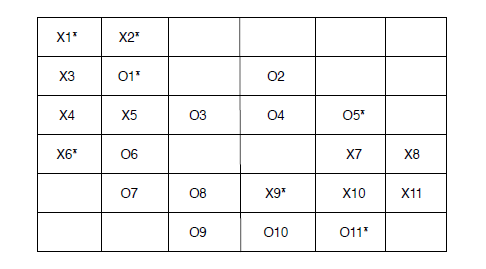 X1* X2*
X3 O1* O2
X4 X5 O3 O4 O5*
X6* O6 X7 X8
O7 O8 X9* X10 X11
O9 O10 O11*